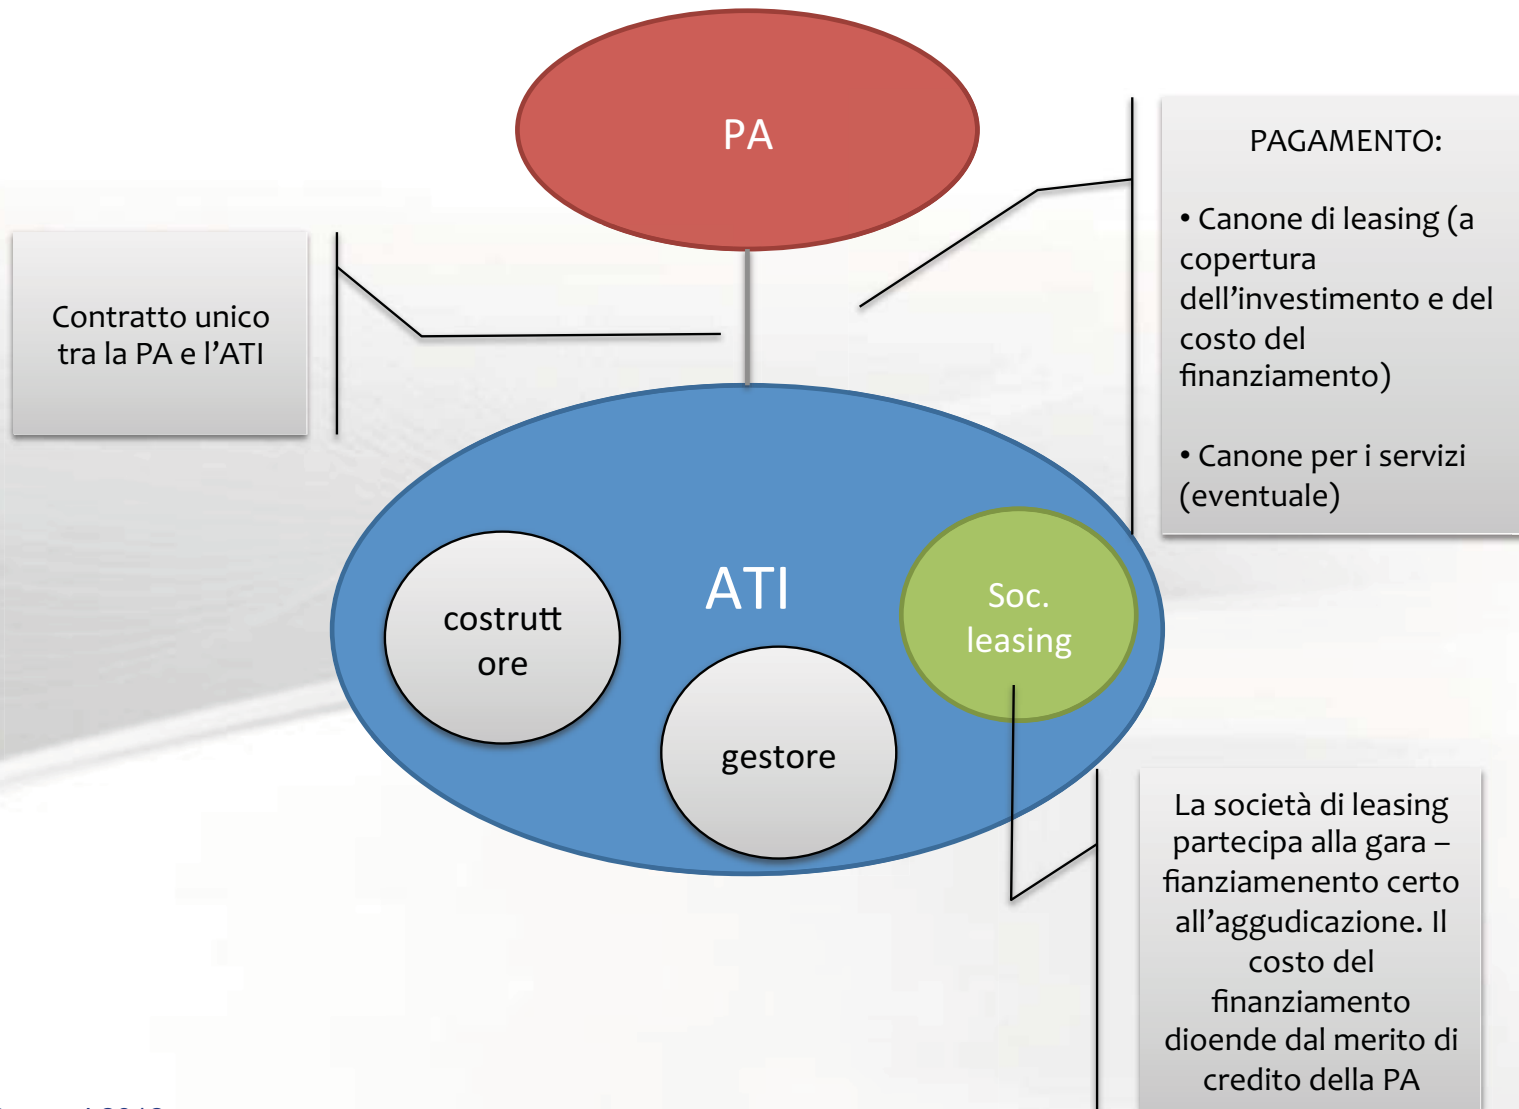 PA
PAGAMENTO:
• Canone di leasing (a
copertura
dell’investimento e del
costo del
finanziamento)
• Canone per i servizi
(eventuale)
Contratto unico
tra la PA e l’ATI
ATI
costrutt
ore
gestore
Soc.
leasing
La società di leasing
partecipa alla gara –
fianziamenento certo
all’aggudicazione. Il
costo del
finanziamento
dioende dal merito di
credito della PA